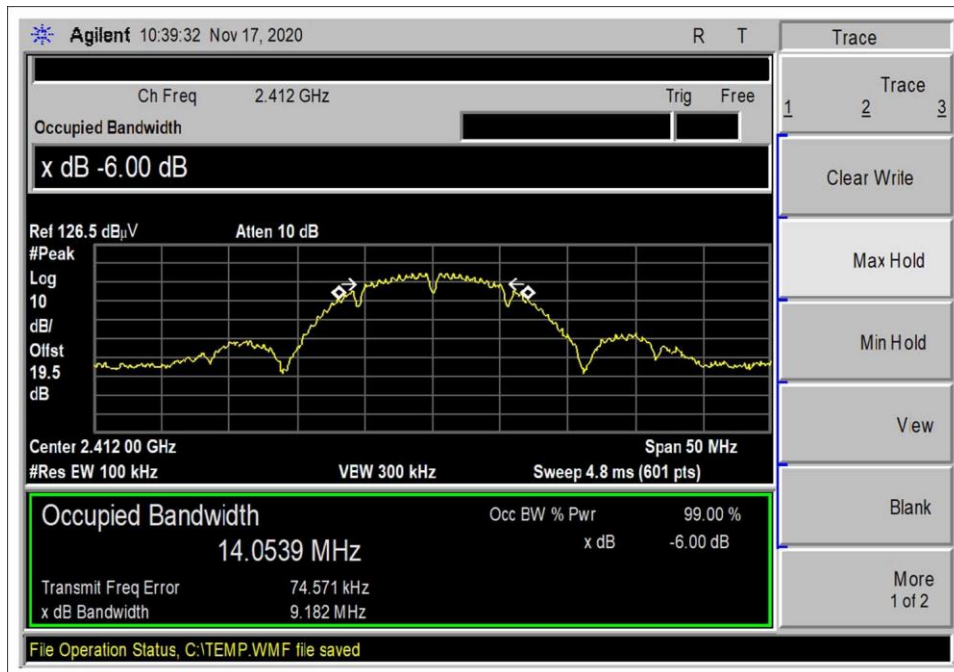 Agilent 10:39:32 Nov 17, 2020 R T
Trace
Ch Freq 2.412 GHz Trig Free
Occupied Bandwidth
x dB -6.00 dB
Ref 126.5 dBµV Atten 10 dB
#Peak
Log
10
dB/
Offst
19.5
dB
Center 2.412 00 GHz Span 50 MHz
#Res EW 100 kHz VEW 300 kHz Sweep 4.8 ms (601 pts)
Occupied Bandwidth Occ BW % Pwr 99.00 %
14.0539 MHz x dB -6.00 dB
Transmit Freq Error 74.571 kHz
x dB Bandwidth 9.182 MHz
File Operation Status, C:\TEMP.WMF file saved
Trace
1 2 3
Clear Write
Max Hold
Min Hold
View
Blank
More
1 of 2